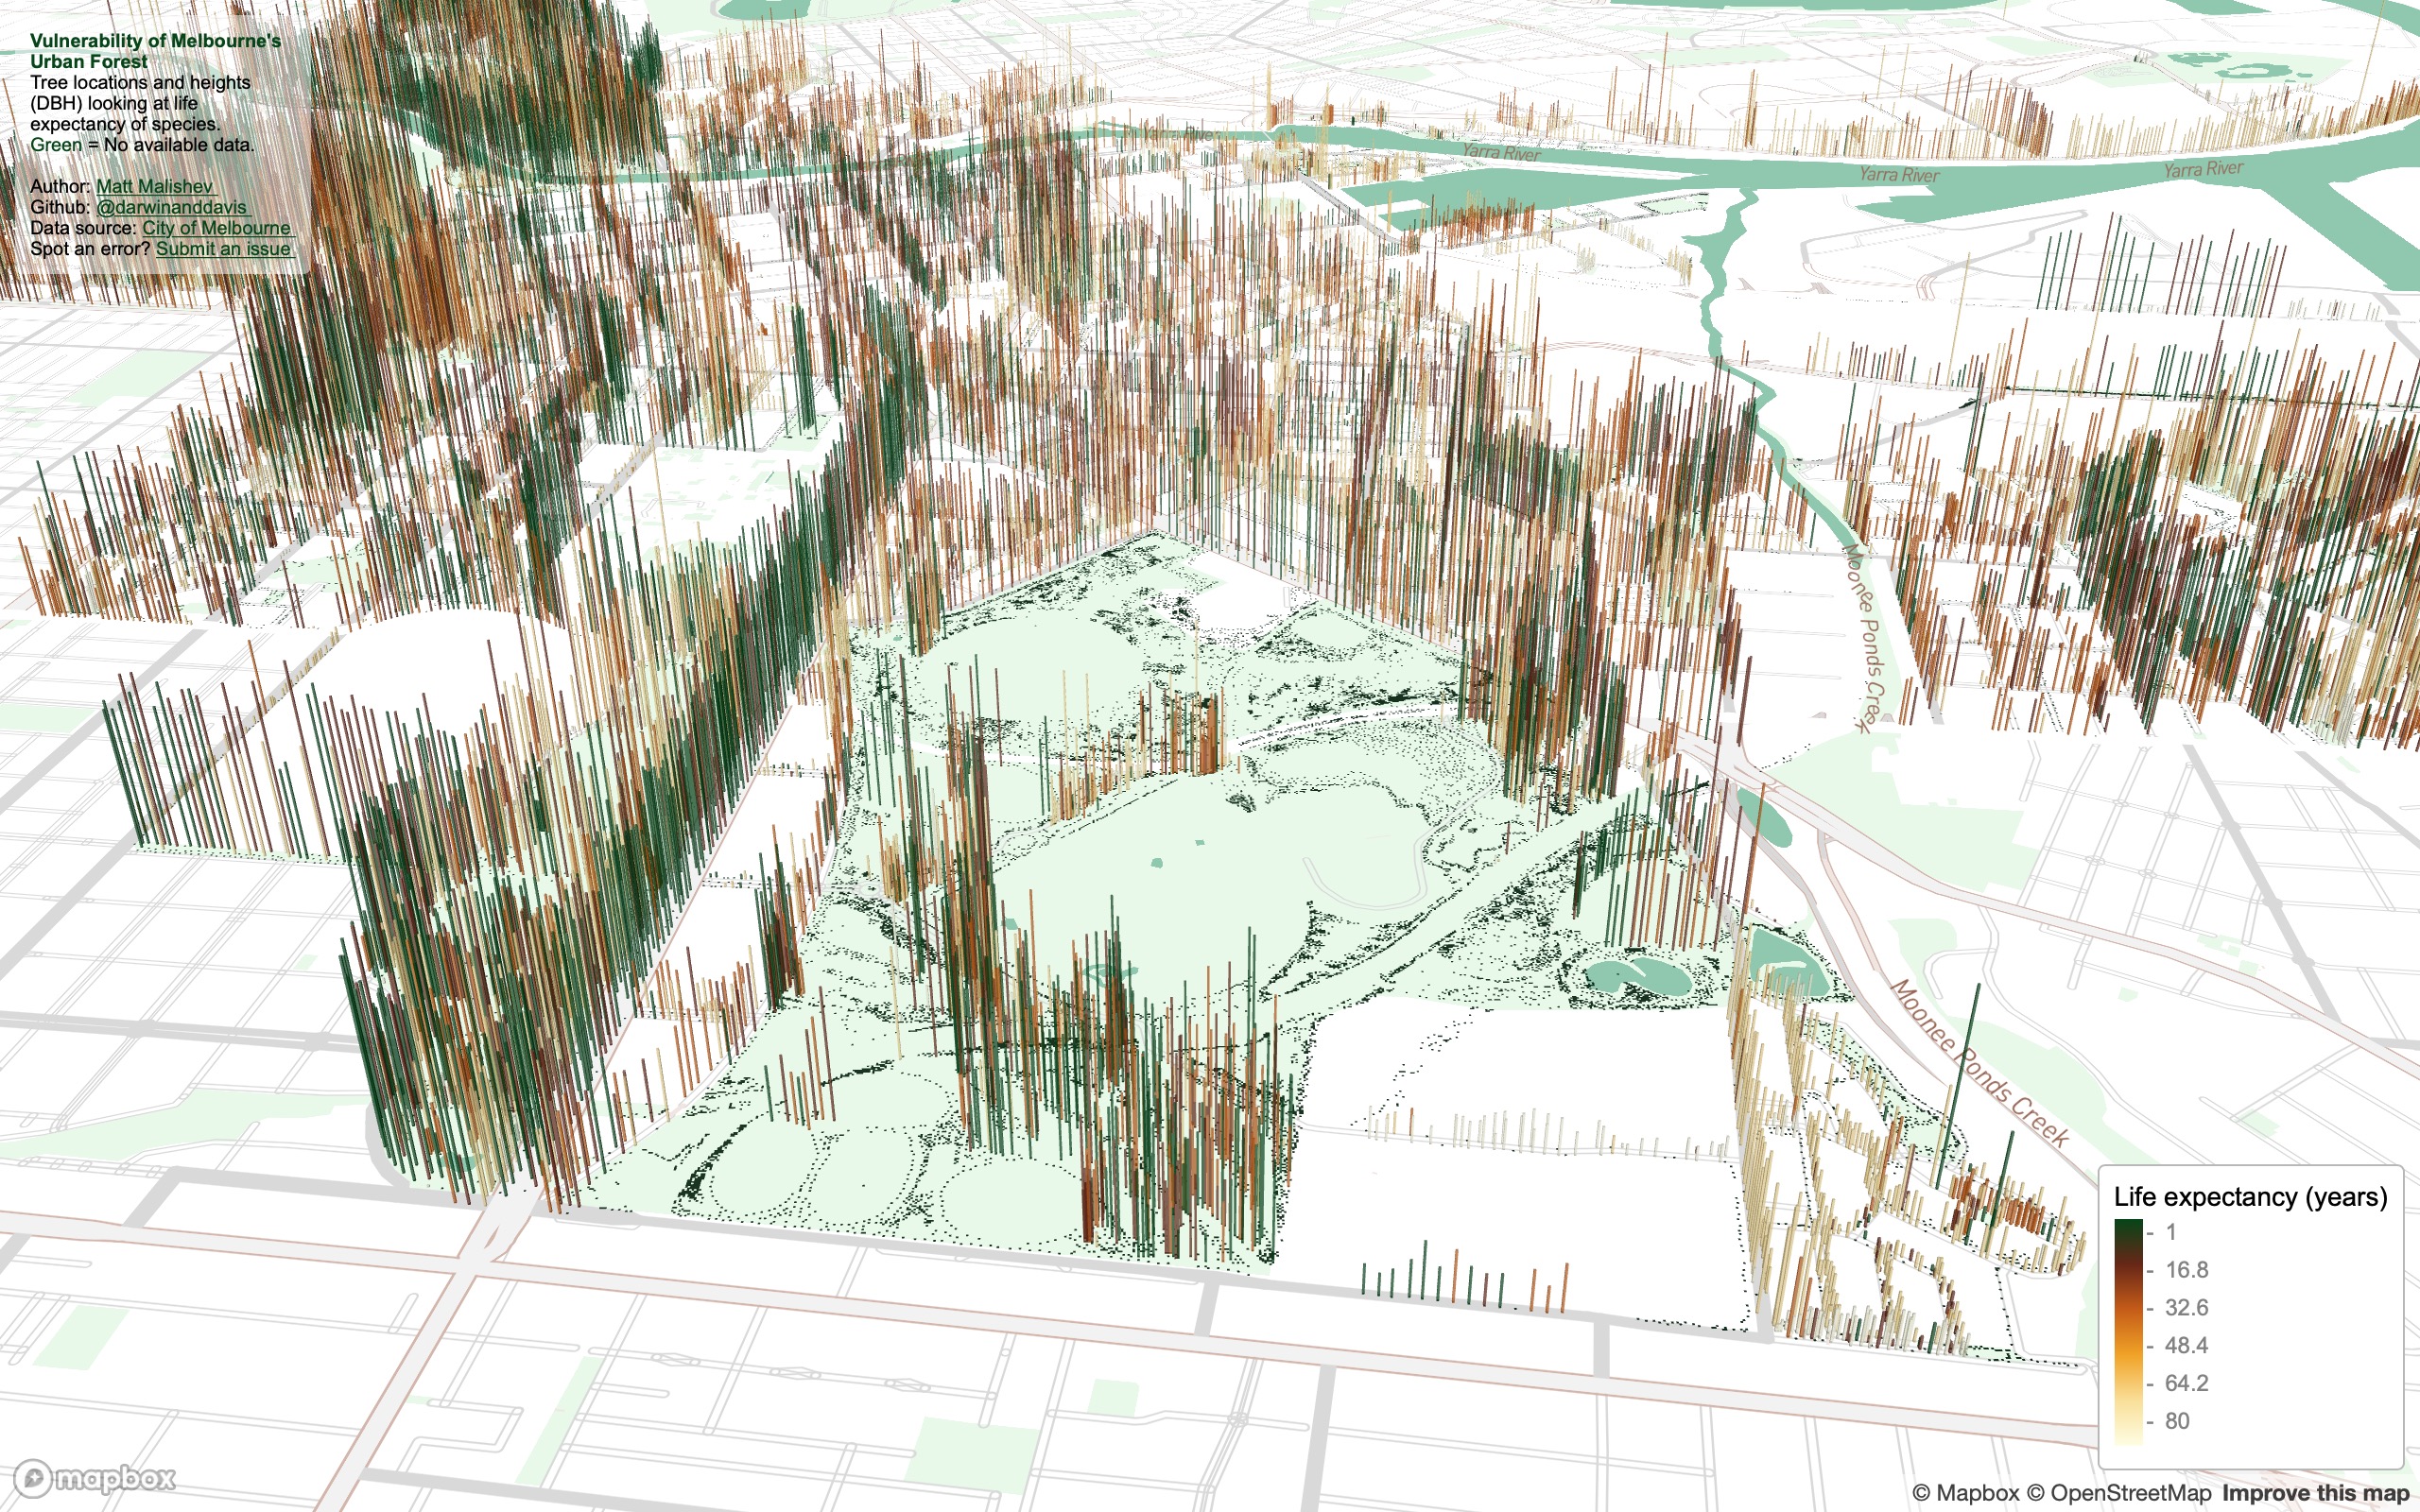 Vulnerability of Melbourne's
Urban Forest
Tree locations and heights
(DBH) looking at life
expectancy of species.
Green = No available data.
Author: Matt Malishev
Github: @darwinanddavis
Data source: City of Melbourne
Spot an error? Submit an issue
Yarra River
Yarra River
Yarra River
Yarra River
Moonee Ponds Creek
Moonee Ponds Creek
Life expectancy (years)
1
16.8
32.6
48.4
64.2
80
mapbox
© Mapbox © OpenStreetMap Improve this map